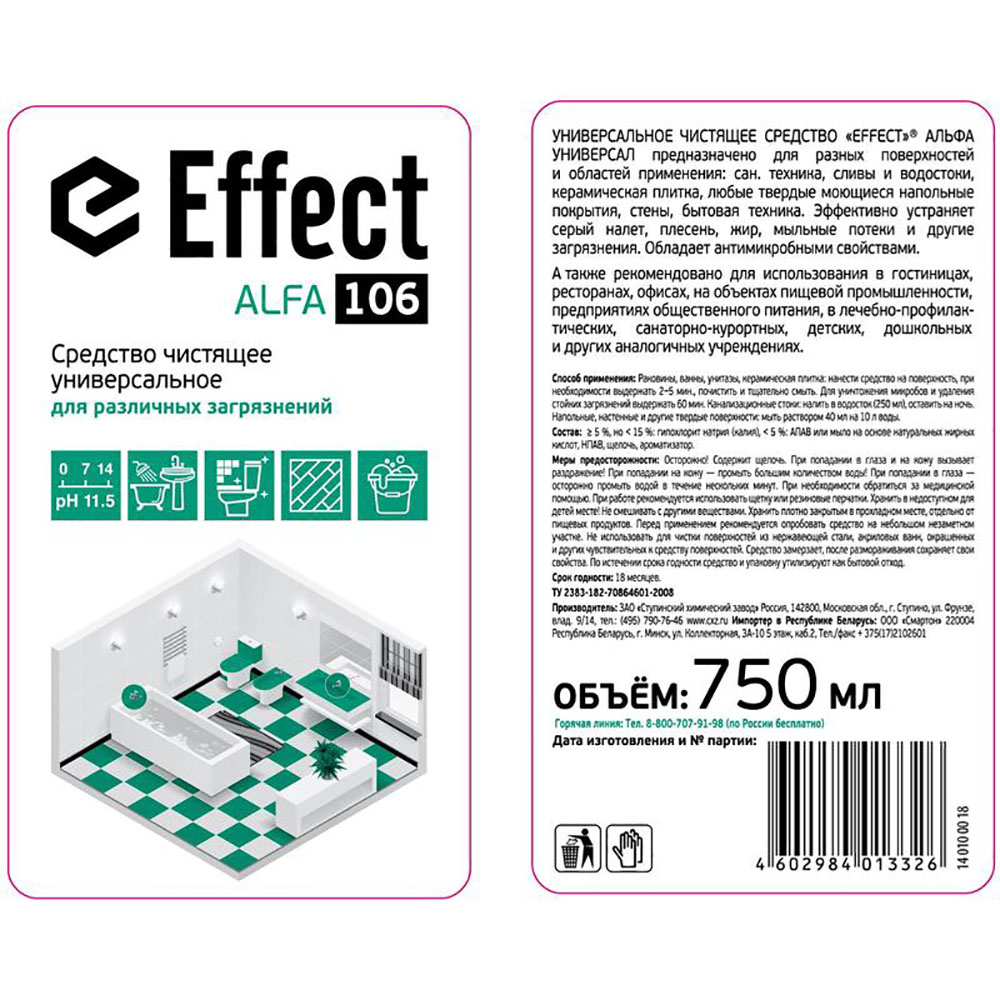 Effect
ALFA 106
Средство чистящее
универсальное
для различных загрязнений
0 7 14
pH 11.5
УНИВЕРСАЛЬНОЕ ЧИСТЯЩЕЕ СРЕДСТВО «EFFECT»® АЛЬФА
УНИВЕРСАЛ предназначено для разных поверхностей
и областей применения: сан. техника, сливы и водостоки,
керамическая плитка, любые твердые моющиеся напольные
покрытия, стены, бытовая техника. Эффективно устраняет
серый налет, плесень, жир, мыльные потеки и другие
загрязнения. Обладает антимикробными свойствами.
А также рекомендовано для использования в гостиницах,
ресторанах, офисах, на объектах пищевой промышленности,
предприятиях общественного питания, в лечебно-профилак-
тических, санаторно-курортных, детских, дошкольных
и других аналогичных учреждениях.
Способ применения: Раковины, ванны, унитазы, керамическая плитка: нанести средство на поверхность, при
необходимости выдержать 2-5 мин., почистить и тщательно смыть. Для уничтожения микробов и удаления
стойких загрязнений выдержать 60 мин. Канализационные стоки: налить в водосток (250 мл), оставить на ночь.
Напольные, настенные и другие твердые поверхности: мыть раствором 40 мл на 10 л воды.
Состав: ≥ 5 %, но < 15 %: гипохлорит натрия (калия), < 5 %: АПАВ или мыло на основе натуральных жирных
кислот, НПАВ, щелочь, ароматизатор.
Меры предосторожности: Осторожно! Содержит щелочь. При попадании в глаза и на кожу вызывает
раздражение! При попадании на кожу — промыть большим количеством воды! При попадании в глаза —
осторожно промыть водой в течение нескольких минут. При необходимости обратиться за медицинской
помощью. При работе рекомендуется использовать щетку или резиновые перчатки. Хранить в недоступном для
детей месте! Не смешивать с другими веществами. Хранить плотно закрытым в прохладном месте, отдельно от
пищевых продуктов. Перед применением рекомендуется опробовать средство на небольшом незаметном
участке. Не использовать для чистки поверхностей из нержавеющей стали, акриловых ванн, окрашенных
и других чувствительных к средству поверхностей. Средство замерзает, после размораживания сохраняет свои
свойства. По истечении срока годности средство и упаковку утилизируют как бытовой отход.
Срок годности: 18 месяцев.
ТУ 2383-182-70864601-2008
Производитель: ЗАО «Ступинский химический завод» Россия, 142800, Московская обл., г. Ступино, ул. Фрунзе,
влад. 9/14, тел.: (495) 790-76-46 www.cxz.ru Импортер в Республике Беларусь: ООО «Смартон» 220004
Республика Беларусь, г. Минск, ул. Коллекторная, 3А-10 5 этаж, каб.2, Тел./факс + 375(17)2102601
ОБЪЁМ: 750 мл
Горячая линия: Тел. 8-800-707-91-98 (по России бесплатно)
Дата изготовления и № партии:
4 602984 013326
14 010 00 18